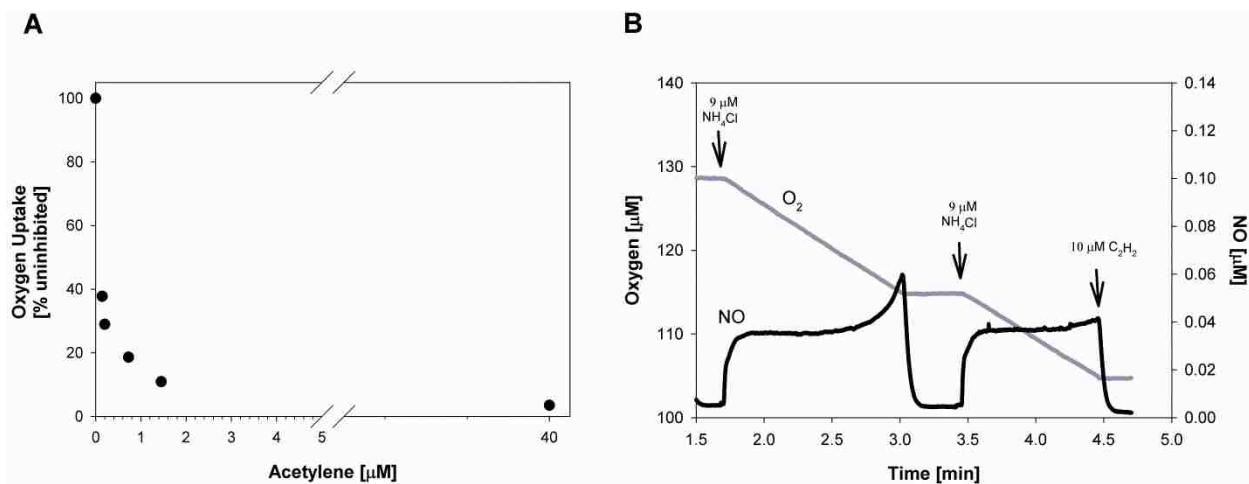 A
B
Oxygen Uptake
[% uninhibited]
100
80
60
40
20
0
0
1
2
3
4
5
40
Acetylene [µM]
Oxygen [µM]
140
130
120
110
100
9 µM
NH₄Cl
O₂
NO
9 µM
NH₄Cl
10 µM C₂H₂
0.14
0.12
0.10
0.08
0.06
0.04
0.02
0.00
NO [µM]
1.5
2.0
2.5
3.0
3.5
4.0
4.5
5.0
Time [min]